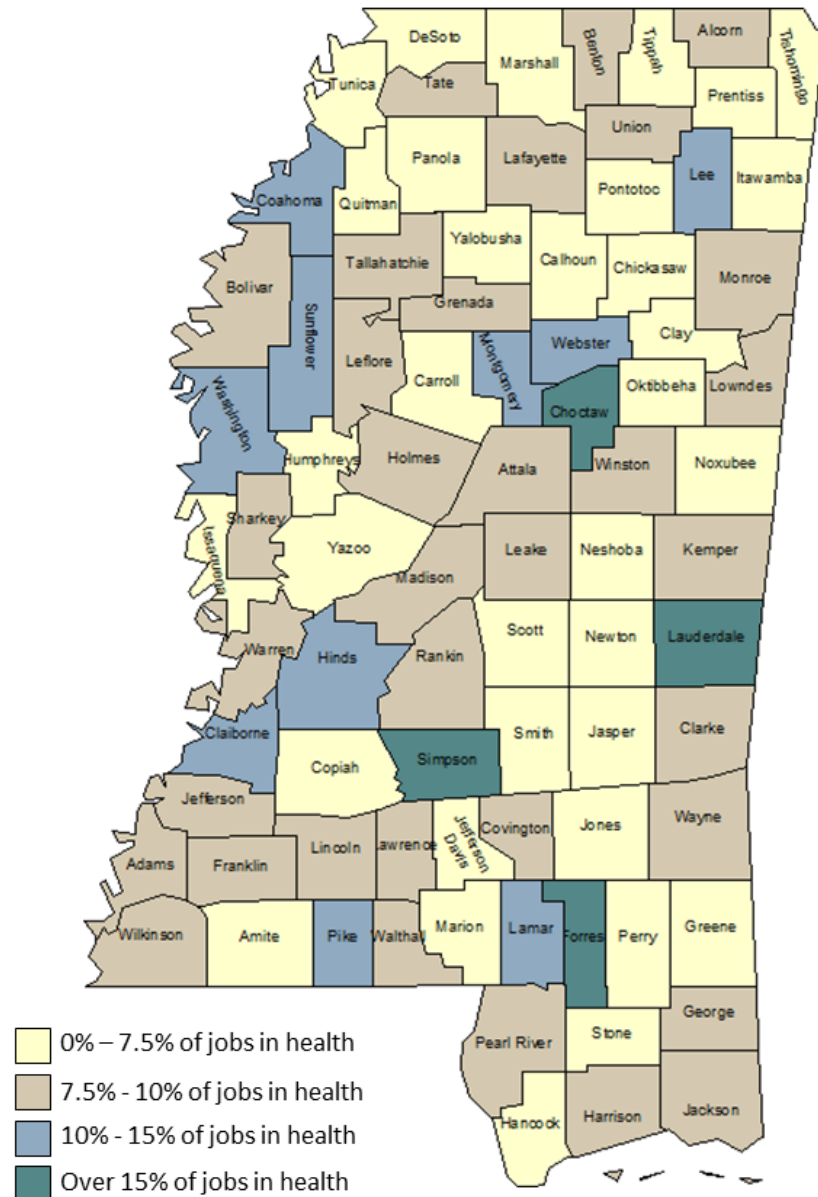 DeSoto
Marshall
Benton
Tippah
Alcorn
Tishomingo
Tunica
Tate
Prentiss
Union
Panola
Lafayette
Lee
Itawamba
Coahoma
Quitman
Pontotoc
Yalobusha
Tallahatchie
Calhoun
Chickasaw
Monroe
Bolivar
Grenada
Sunflower
Leflore
Montgomery
Webster
Clay
Carroll
Oktibbeha
Lowndes
Washington
Choctaw
Humphreys
Holmes
Attala
Winston
Noxubee
Sharkey
Issaquena
Yazoo
Leake
Neshoba
Kemper
Madison
Scott
Newton
Lauderdale
Warren
Hinds
Rankin
Claiborne
Smith
Jasper
Clarke
Copiah
Simpson
Jefferson
Lincoln
Lawrence
Jefferson
Davis
Covington
Jones
Wayne
Adams
Franklin
Wilkinson
Amite
Pike
Walthall
Marion
Lamar
Forres
Perry
Greene
Pearl River
Stone
George
Hancock
Harrison
Jackson
0% – 7.5% of jobs in health
7.5% - 10% of jobs in health
10% - 15% of jobs in health
Over 15% of jobs in health